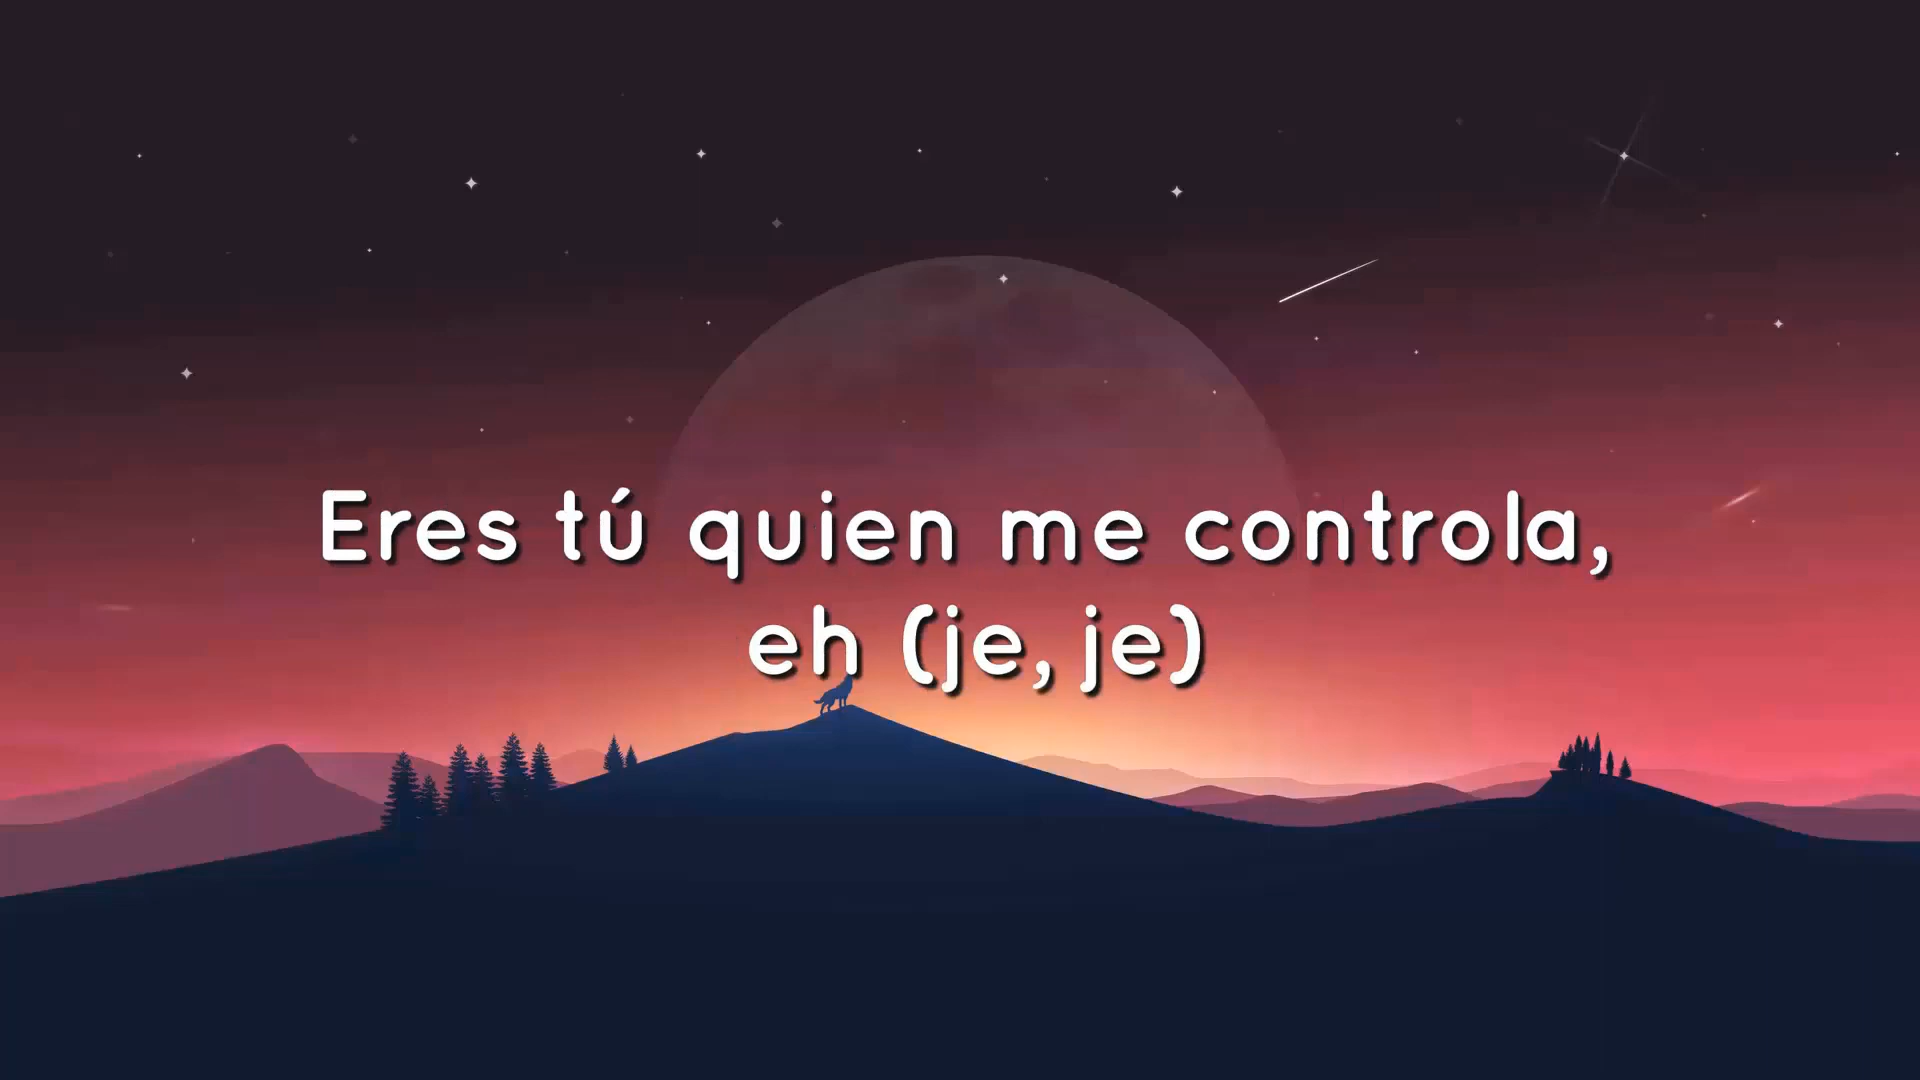 Eres tú quien me controla,
eh (je, je)